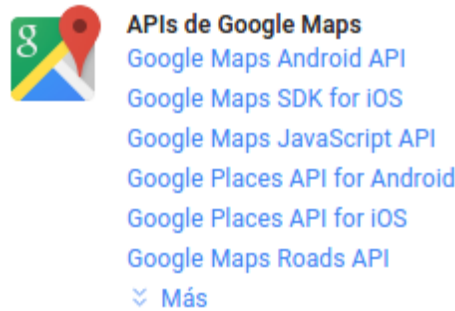 g
APIs de Google Maps
Google Maps Android API
Google Maps SDK for iOS
Google Maps JavaScript API
Google Places API for Android
Google Places API for iOS
Google Maps Roads API
Más